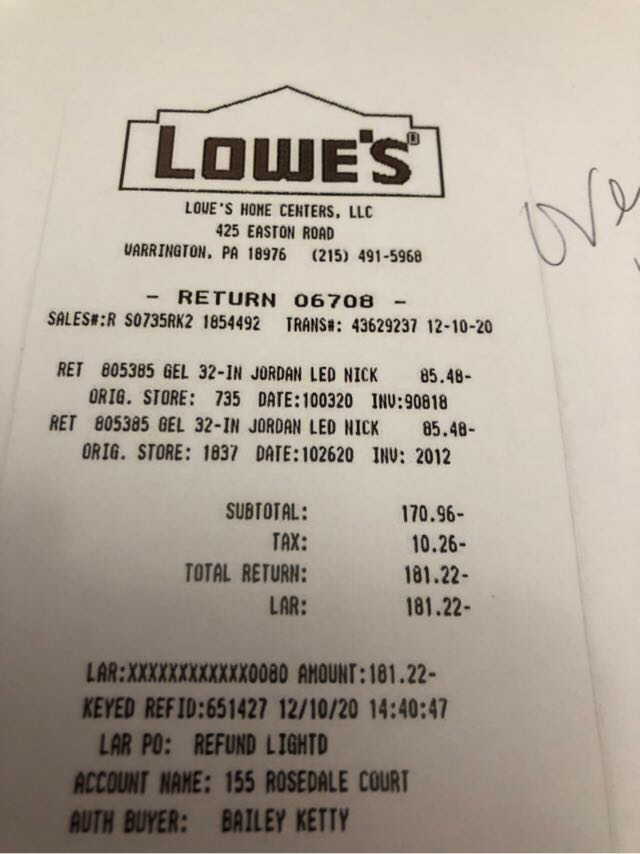 LOWE'S®
LOWE'S HOME CENTERS, LLC
425 EASTON ROAD
WARRINGTON, PA 18976 (215) 491-5968
- RETURN 06708 -
SALES#:R S0735RK2 1854492 TRANS#: 43629237 12-10-20
RET 805385 GEL 32-IN JORDAN LED NICK 85.48-
ORIG. STORE: 735 DATE:100320 INV:90818
RET 805385 GEL 32-IN JORDAN LED NICK 85.48-
ORIG. STORE: 1837 DATE:102620 INV: 2012
SUBTOTAL: 170.96-
TAX: 10.26-
TOTAL RETURN: 181.22-
LAR: 181.22-
LAR:XXXXXXXXXXXX0080 AMOUNT:181.22-
KEYED REFID:651427 12/10/20 14:40:47
LAR PO: REFUND LIGHTD
ACCOUNT NAME: 155 ROSEDALE COURT
AUTH BUYER: BAILEY KETTY